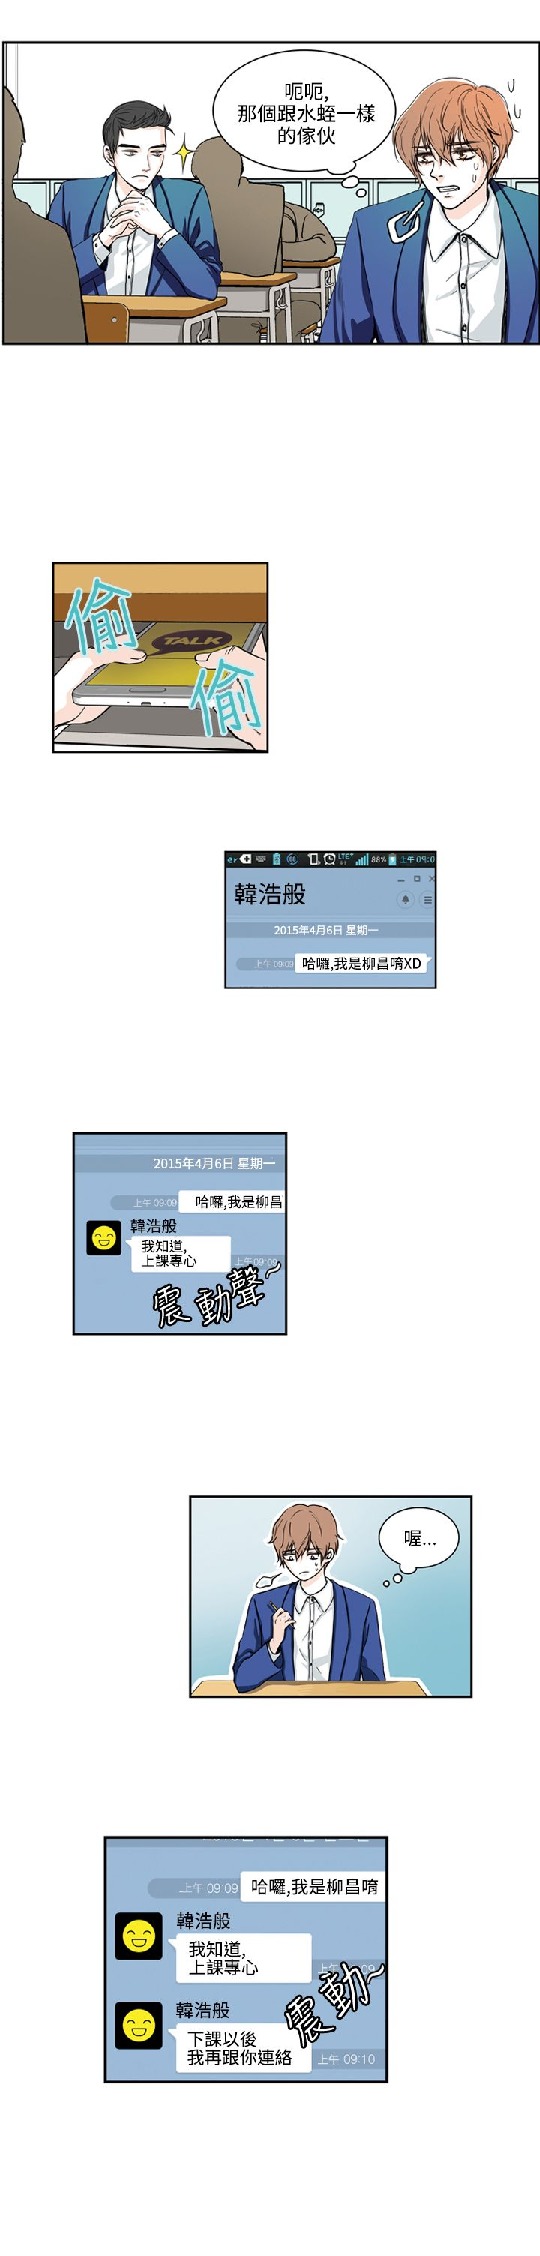 呃呃,
那個跟水蛭一樣
的傢伙
偷
TALK
偷
LTE
88%
上午 09:0
韓浩般
2015年4月6日 星期一
上午 09:09
哈囉,我是柳昌唷XD
2015年4月6日 星期一
上午 09:09
哈囉,我是柳昌
韓浩般
我知道,
上課專心
上午 09:09
震動聲~
喔...
上午 09:09
哈囉,我是柳昌唷
韓浩般
我知道,
上課專心
上午 09:09
震動~
韓浩般
下課以後
我再跟你連絡
上午 09:10